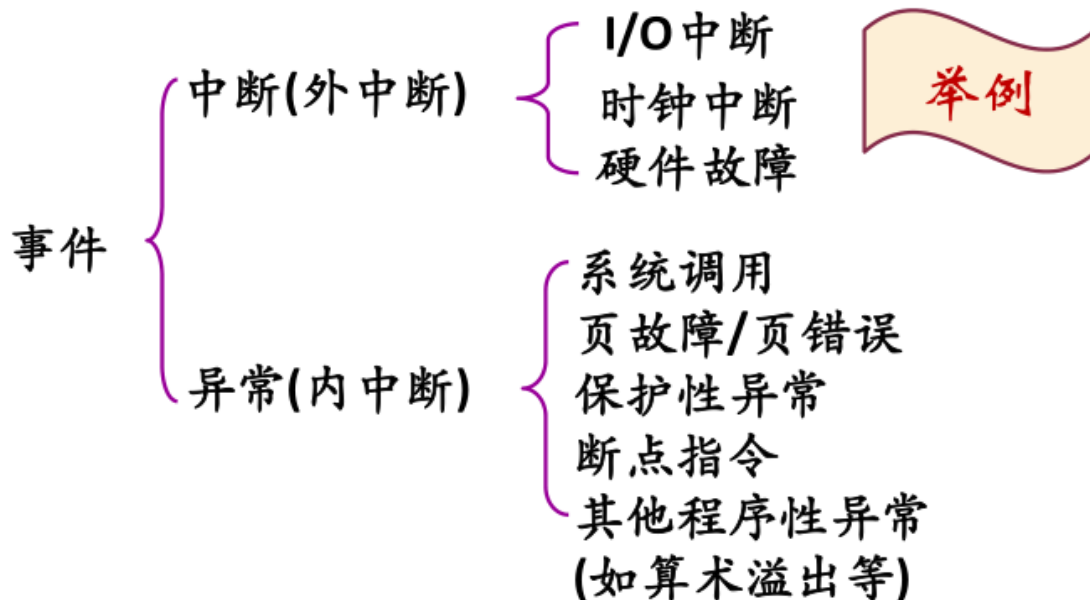 I/O中断
中断(外中断)
时钟中断
举例
硬件故障
事件
系统调用
页故障/页错误
异常(内中断)
保护性异常
断点指令
其他程序性异常
(如算术溢出等)